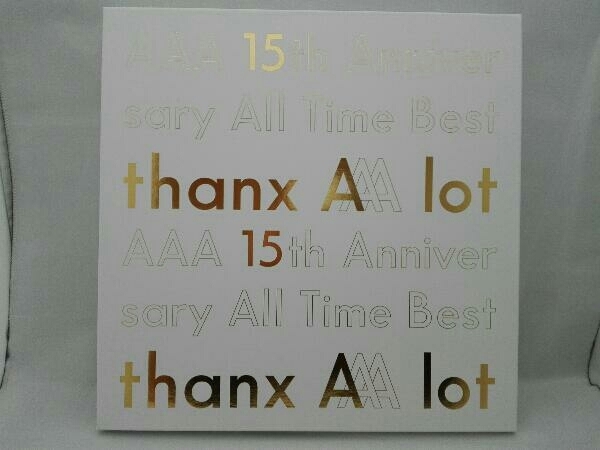 AAA 15th Anniver
sary All Time Best
thanx AAA lot
AAA 15th Anniver
sary All Time Best
thanx AAA lot